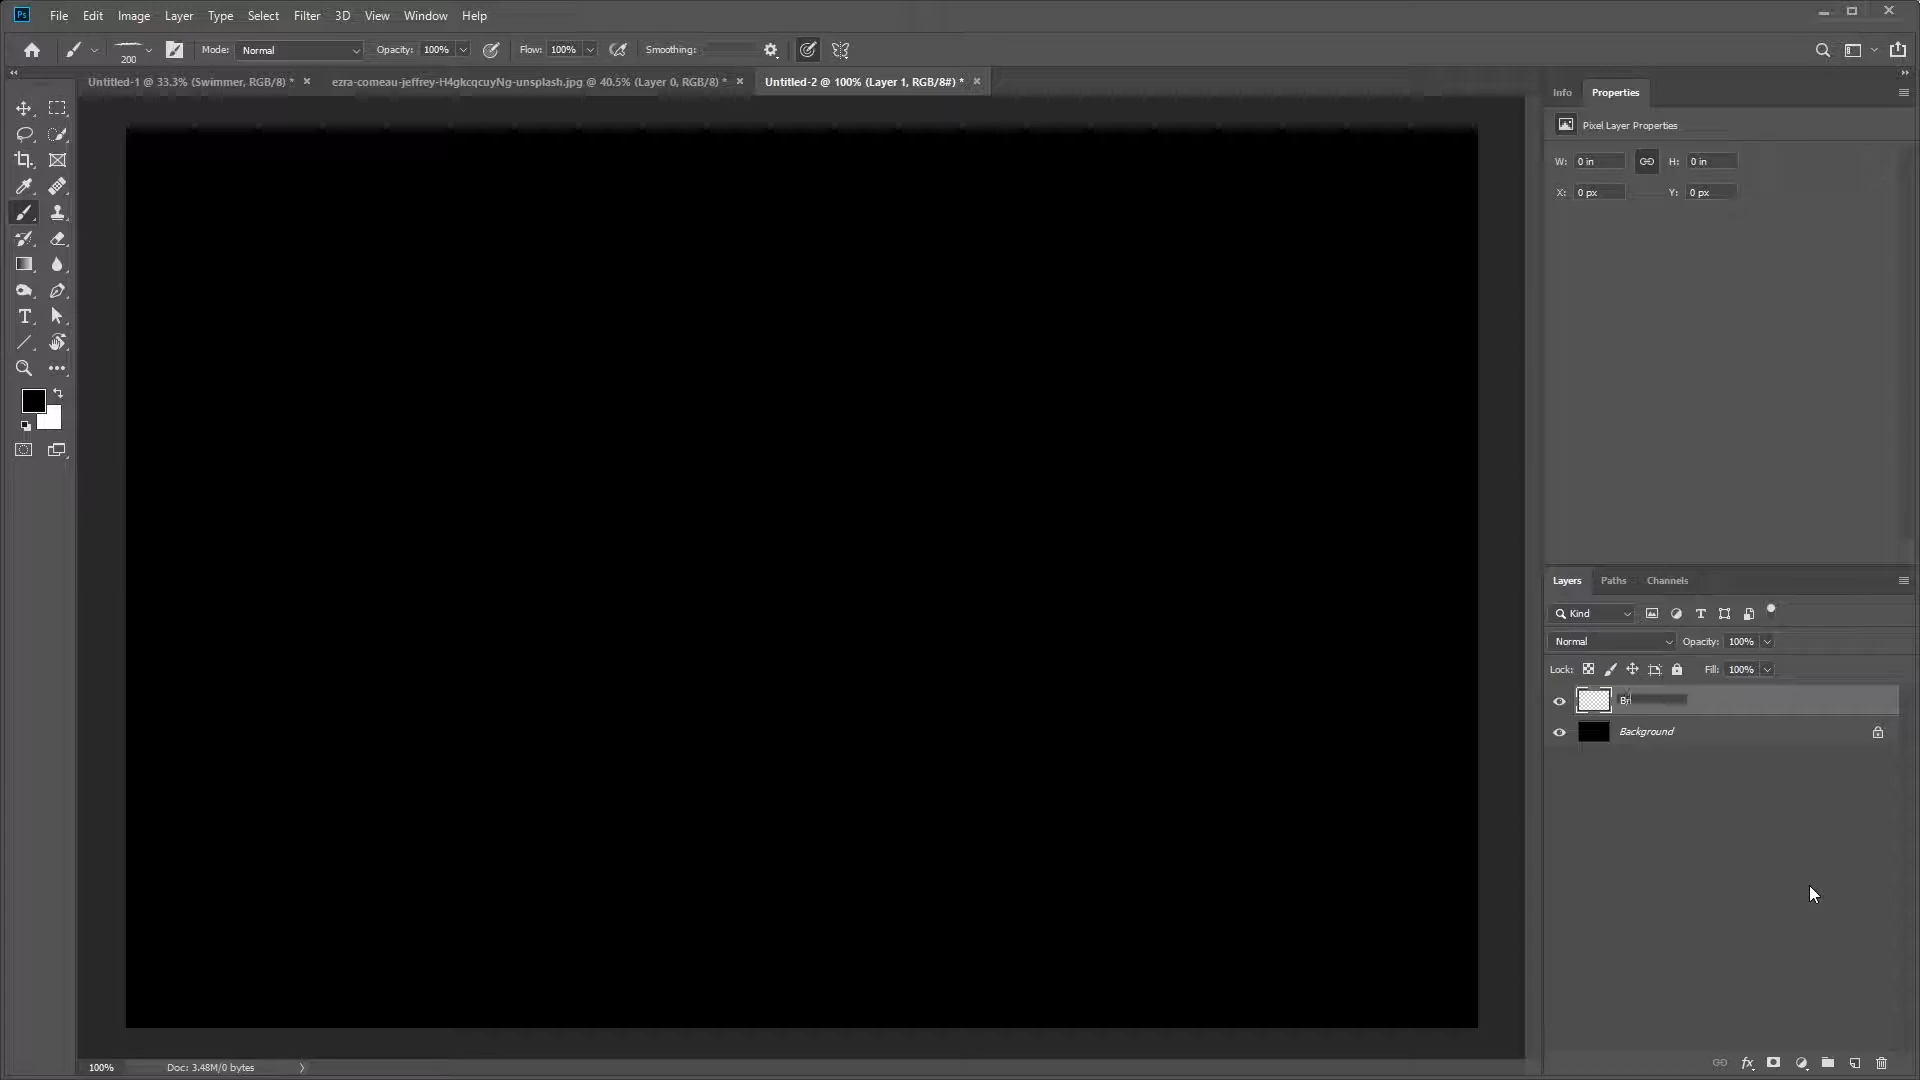 Ps File Edit Image Layer Type Select Filter 3D View Window Help
200 Mode: Normal Opacity: 100% Flow: 100% Smoothing:
Untitled-1 @ 33.3% (Swimmer, RGB/8) * ezra-comeau-jeffrey-H4gkcqcuyNg-unsplash.jpg @ 40.5% (Layer 0, RGB/8) * Untitled-2 @ 100% (Layer 1, RGB/8#) *
Info Properties
Pixel Layer Properties
W: 0 in H: 0 in
X: 0 px Y: 0 px
Layers Paths Channels
Kind
Normal Opacity: 100%
Lock: Fill: 100%
Br
Background
100% Doc: 3.48M/0 bytes
fx